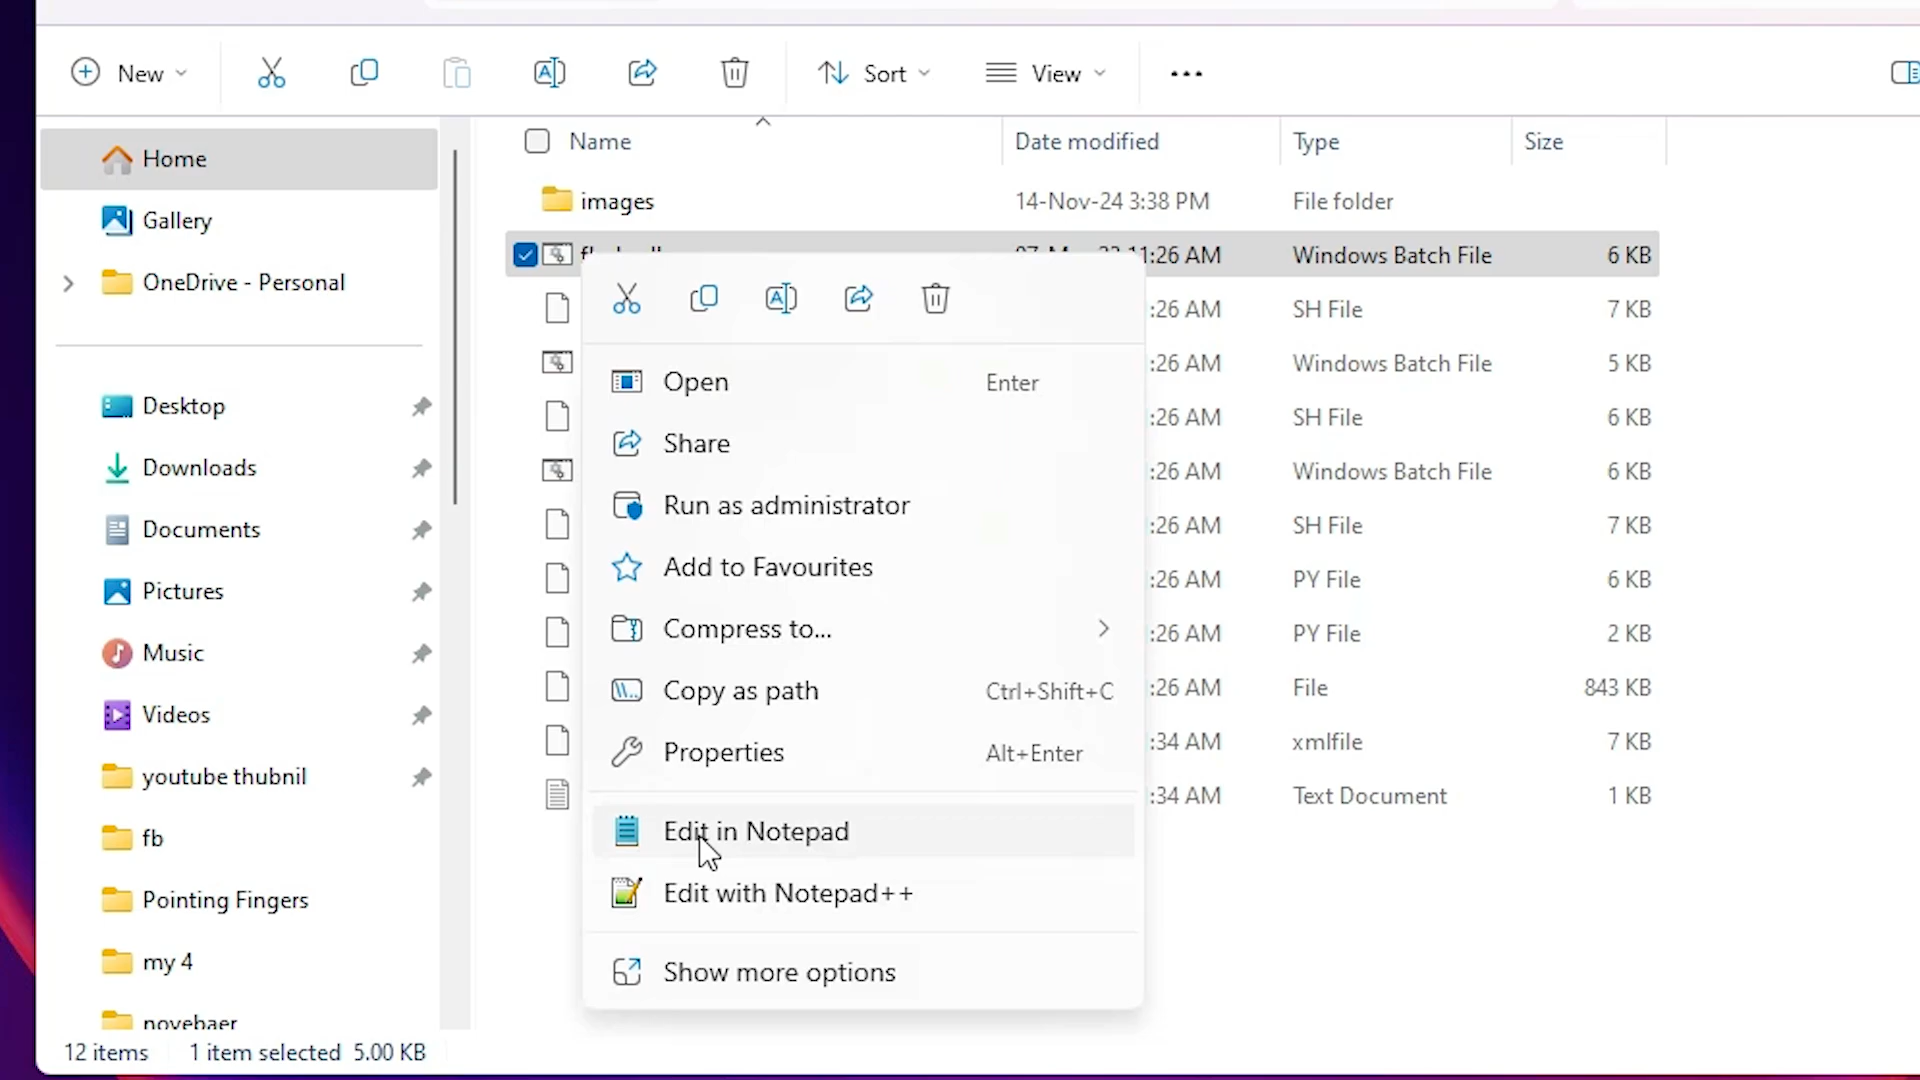 New
Sort
View
Name
Date modified
Type
Size
Home
Gallery
OneDrive - Personal
Desktop
Downloads
Documents
Pictures
Music
Videos
youtube thubnil
fb
Pointing Fingers
my 4
novebaer
images 14-Nov-24 3:38 PM File folder
11:26 AM Windows Batch File 6 KB
:26 AM SH File 7 KB
:26 AM Windows Batch File 5 KB
:26 AM SH File 6 KB
:26 AM Windows Batch File 6 KB
:26 AM SH File 7 KB
:26 AM PY File 6 KB
:26 AM PY File 2 KB
:26 AM File 843 KB
:34 AM xmlfile 7 KB
:34 AM Text Document 1 KB
Open Enter
Share
Run as administrator
Add to Favourites
Compress to...
Copy as path Ctrl+Shift+C
Properties Alt+Enter
Edit in Notepad
Edit with Notepad++
Show more options
12 items 1 item selected 5.00 KB